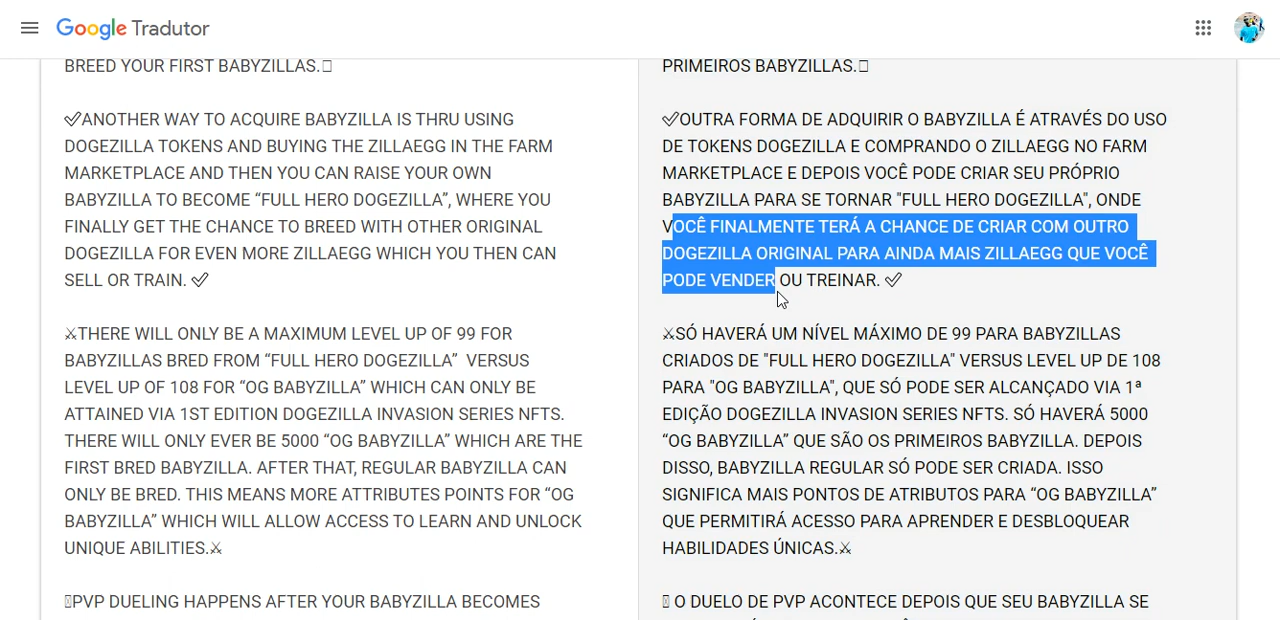 Google Tradutor
BREED YOUR FIRST BABYZILLAS.
✅ANOTHER WAY TO ACQUIRE BABYZILLA IS THRU USING
DOGEZILLA TOKENS AND BUYING THE ZILLAEGG IN THE FARM
MARKETPLACE AND THEN YOU CAN RAISE YOUR OWN
BABYZILLA TO BECOME “FULL HERO DOGEZILLA”, WHERE YOU
FINALLY GET THE CHANCE TO BREED WITH OTHER ORIGINAL
DOGEZILLA FOR EVEN MORE ZILLAEGG WHICH YOU THEN CAN
SELL OR TRAIN. ✅
⚔THERE WILL ONLY BE A MAXIMUM LEVEL UP OF 99 FOR
BABYZILLAS BRED FROM “FULL HERO DOGEZILLA”  VERSUS
LEVEL UP OF 108 FOR “OG BABYZILLA” WHICH CAN ONLY BE
ATTAINED VIA 1ST EDITION DOGEZILLA INVASION SERIES NFTS.
THERE WILL ONLY EVER BE 5000 “OG BABYZILLA” WHICH ARE THE
FIRST BRED BABYZILLA. AFTER THAT, REGULAR BABYZILLA CAN
ONLY BE BRED. THIS MEANS MORE ATTRIBUTES POINTS FOR “OG
BABYZILLA” WHICH WILL ALLOW ACCESS TO LEARN AND UNLOCK
UNIQUE ABILITIES.⚔
PVP DUELING HAPPENS AFTER YOUR BABYZILLA BECOMES
PRIMEIROS BABYZILLAS.
✅OUTRA FORMA DE ADQUIRIR O BABYZILLA É ATRAVÉS DO USO
DE TOKENS DOGEZILLA E COMPRANDO O ZILLAEGG NO FARM
MARKETPLACE E DEPOIS VOCÊ PODE CRIAR SEU PRÓPRIO
BABYZILLA PARA SE TORNAR "FULL HERO DOGEZILLA", ONDE
VOCÊ FINALMENTE TERÁ A CHANCE DE CRIAR COM OUTRO
DOGEZILLA ORIGINAL PARA AINDA MAIS ZILLAEGG QUE VOCÊ
PODE VENDER OU TREINAR. ✅
⚔SÓ HAVERÁ UM NÍVEL MÁXIMO DE 99 PARA BABYZILLAS
CRIADOS DE "FULL HERO DOGEZILLA" VERSUS LEVEL UP DE 108
PARA "OG BABYZILLA", QUE SÓ PODE SER ALCANÇADO VIA 1ª
EDIÇÃO DOGEZILLA INVASION SERIES NFTS. SÓ HAVERÁ 5000
“OG BABYZILLA” QUE SÃO OS PRIMEIROS BABYZILLA. DEPOIS
DISSO, BABYZILLA REGULAR SÓ PODE SER CRIADA. ISSO
SIGNIFICA MAIS PONTOS DE ATRIBUTOS PARA “OG BABYZILLA”
QUE PERMITIRÁ ACESSO PARA APRENDER E DESBLOQUEAR
HABILIDADES ÚNICAS.⚔
O DUELO DE PVP ACONTECE DEPOIS QUE SEU BABYZILLA SE